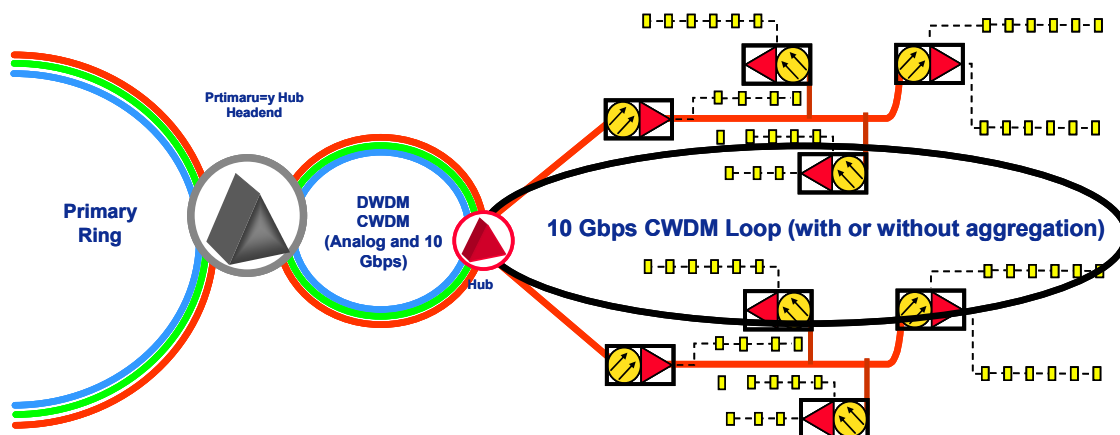 Prtimaru=y Hub
Headend
Primary
Ring
DWDM
CWDM
(Analog and 10
Gbps)
Hub
10 Gbps CWDM Loop (with or without aggregation)